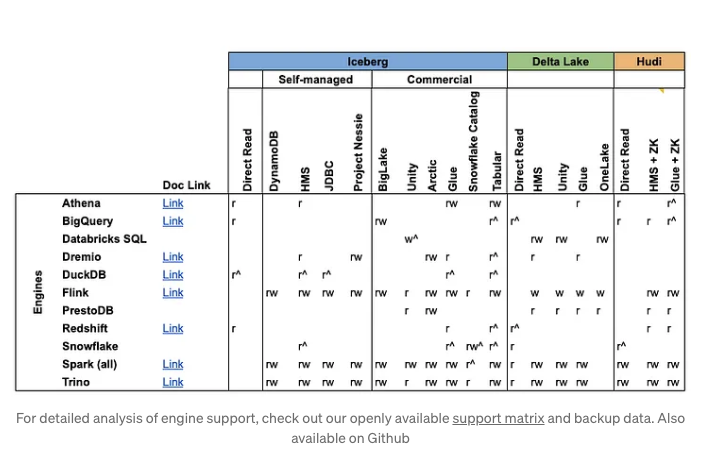 Iceberg Delta Lake Hudi
Self-managed Commercial
Doc Link Direct Read DynamoDB HMS JDBC Project Nessie BigLake Unity Arctic Glue Snowflake Catalog Tabular Direct Read HMS Unity Glue OneLake Direct Read HMS + ZK Glue + ZK
Engines
Athena Link r r rw rw r r r^
BigQuery Link r rw r^ r^ r r r^
Databricks SQL w^ rw rw rw
Dremio Link r rw rw r r^ r r
DuckDB Link r^ r^ r^ r^ r^
Flink Link rw rw rw rw rw r rw rw r rw w w w w rw rw
PrestoDB r rw r r r r r r
Redshift Link r r r^ r^ r r
Snowflake r^ r^ rw^ r^ r r^
Spark (all) Link rw rw rw rw rw rw rw rw r^ rw r rw rw rw rw rw rw rw
Trino Link rw rw rw rw rw r rw rw r rw r rw rw rw rw rw rw rw
For detailed analysis of engine support, check out our openly available support matrix and backup data. Also
available on Github